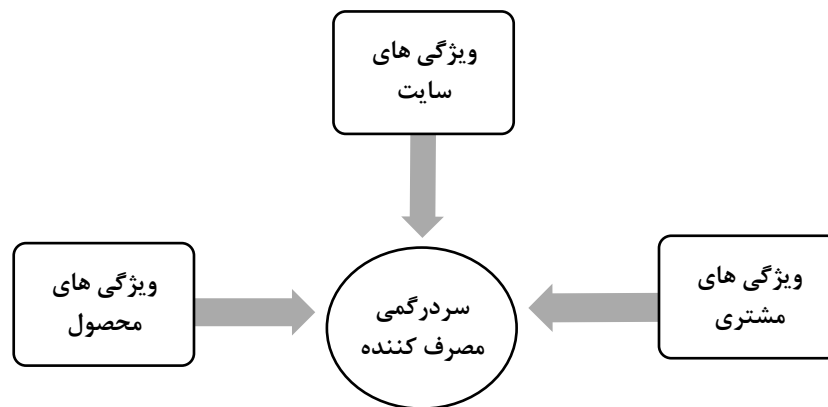 ویژگی های
سایت
ویژگی های
مشتری
سردرگمی
مصرف کننده
ویژگی های
محصول